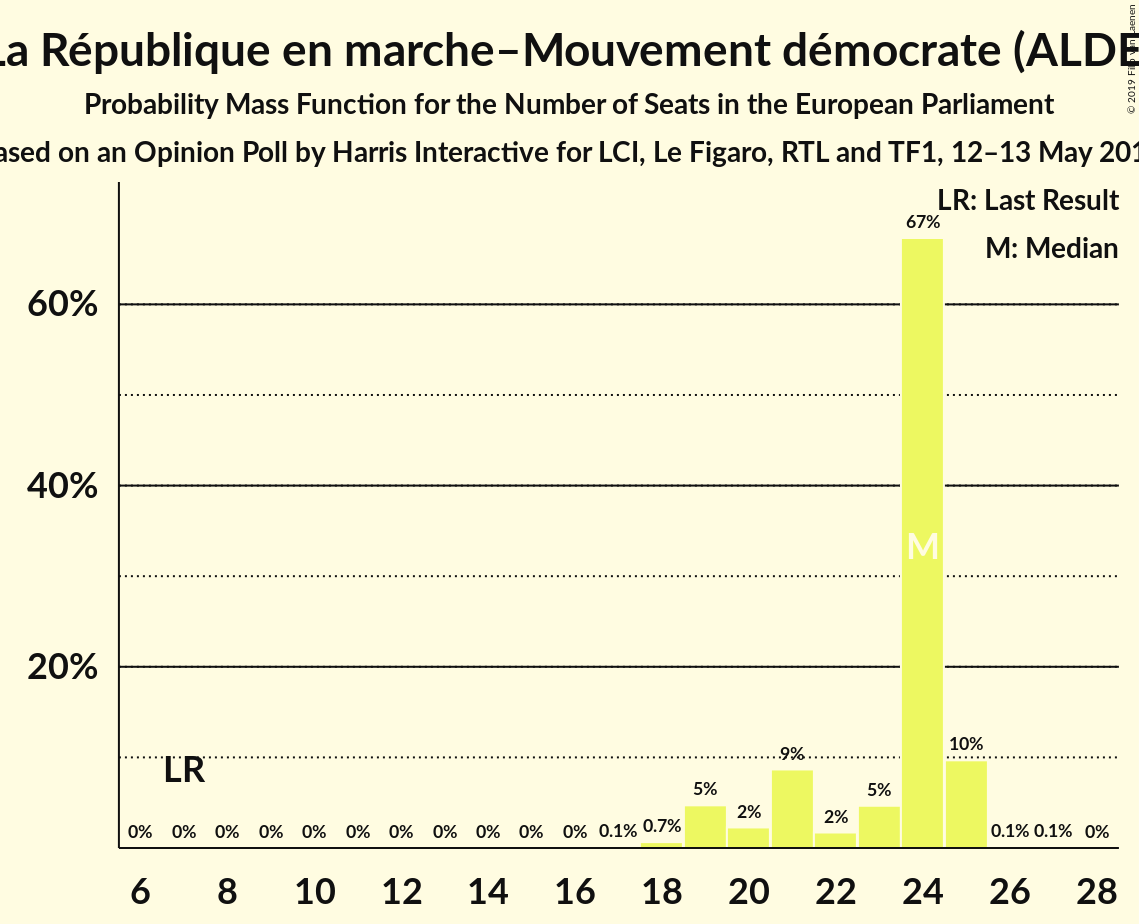 La République en marche–Mouvement démocrate (ALDE
Probability Mass Function for the Number of Seats in the European Parliament
ased on an Opinion Poll by Harris Interactive for LCI, Le Figaro, RTL and TF1, 12–13 May 201
© 2019 Filip van Laenen
LR: Last Result
M: Median
67%
60%
40%
M
20%
10%
9%
LR
5% 5%
2% 2%
0% 0% 0% 0% 0% 0% 0% 0% 0% 0% 0% 0.1% 0.7% 0.1% 0.1% 0%
6 8 10 12 14 16 18 20 22 24 26 28